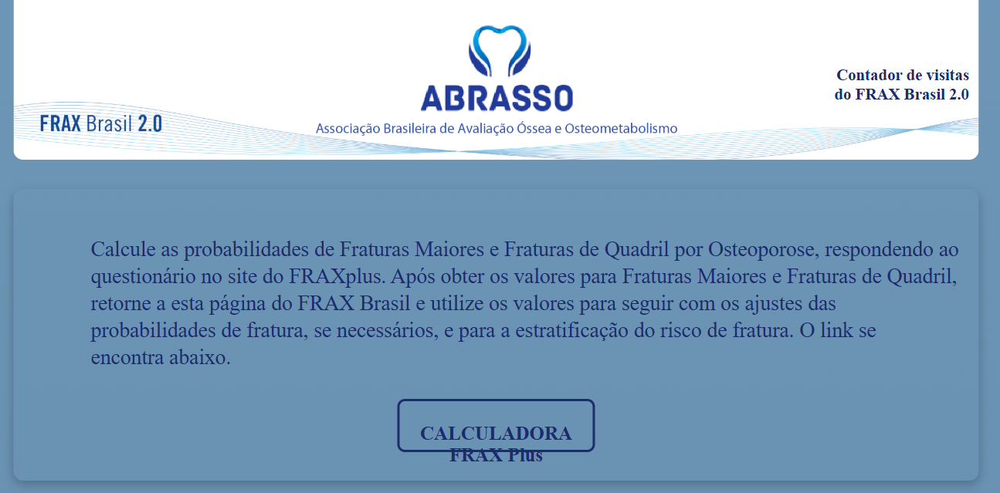 ABRASSO
Associação Brasileira de Avaliação Óssea e Osteometabolismo
FRAX Brasil 2.0
Contador de visitas
do FRAX Brasil 2.0
Calcule as probabilidades de Fraturas Maiores e Fraturas de Quadril por Osteoporose, respondendo ao
questionário no site do FRAXplus. Após obter os valores para Fraturas Maiores e Fraturas de Quadril,
retorne a esta página do FRAX Brasil e utilize os valores para seguir com os ajustes das
probabilidades de fratura, se necessários, e para a estratificação do risco de fratura. O link se
encontra abaixo.
CALCULADORA
FRAX Plus